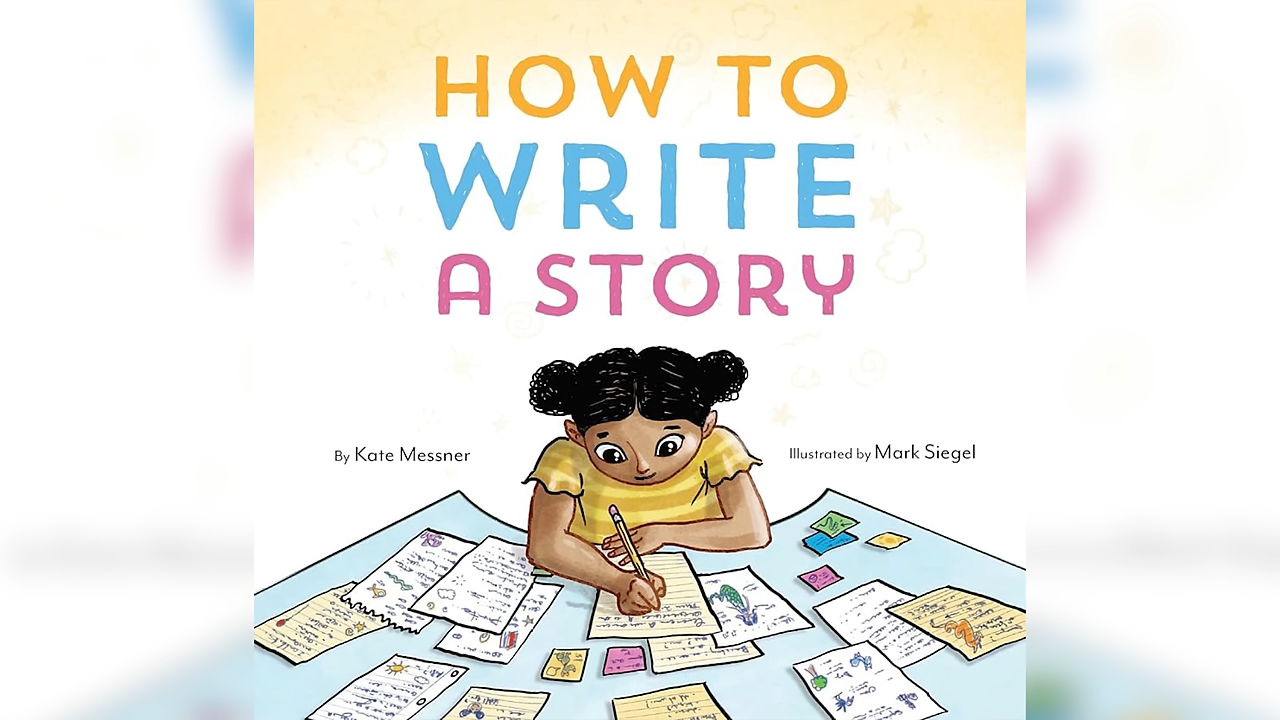 HOW TO
WRITE
A STORY
By Kate Messner
Illustrated by Mark Siegel